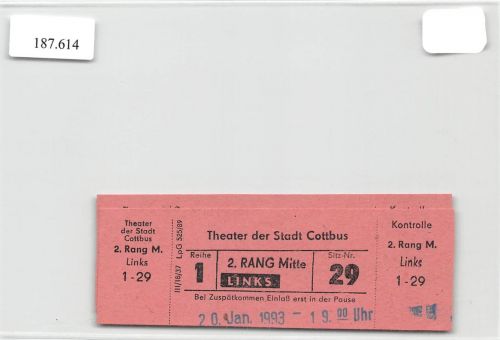 187.614
Theater
der Stadt
Cottbus
2. Rang M.
Links
1-29
III/18/37 LpG 525/89
Theater der Stadt Cottbus
Reihe
1
2. RANG Mitte
LINKS
Sitz-Nr.
29
Bei Zuspätkommen Einlaß erst in der Pause
20. Jan. 1993 - 19.00 Uhr
Kontrolle
2. Rang M.
Links
1-29